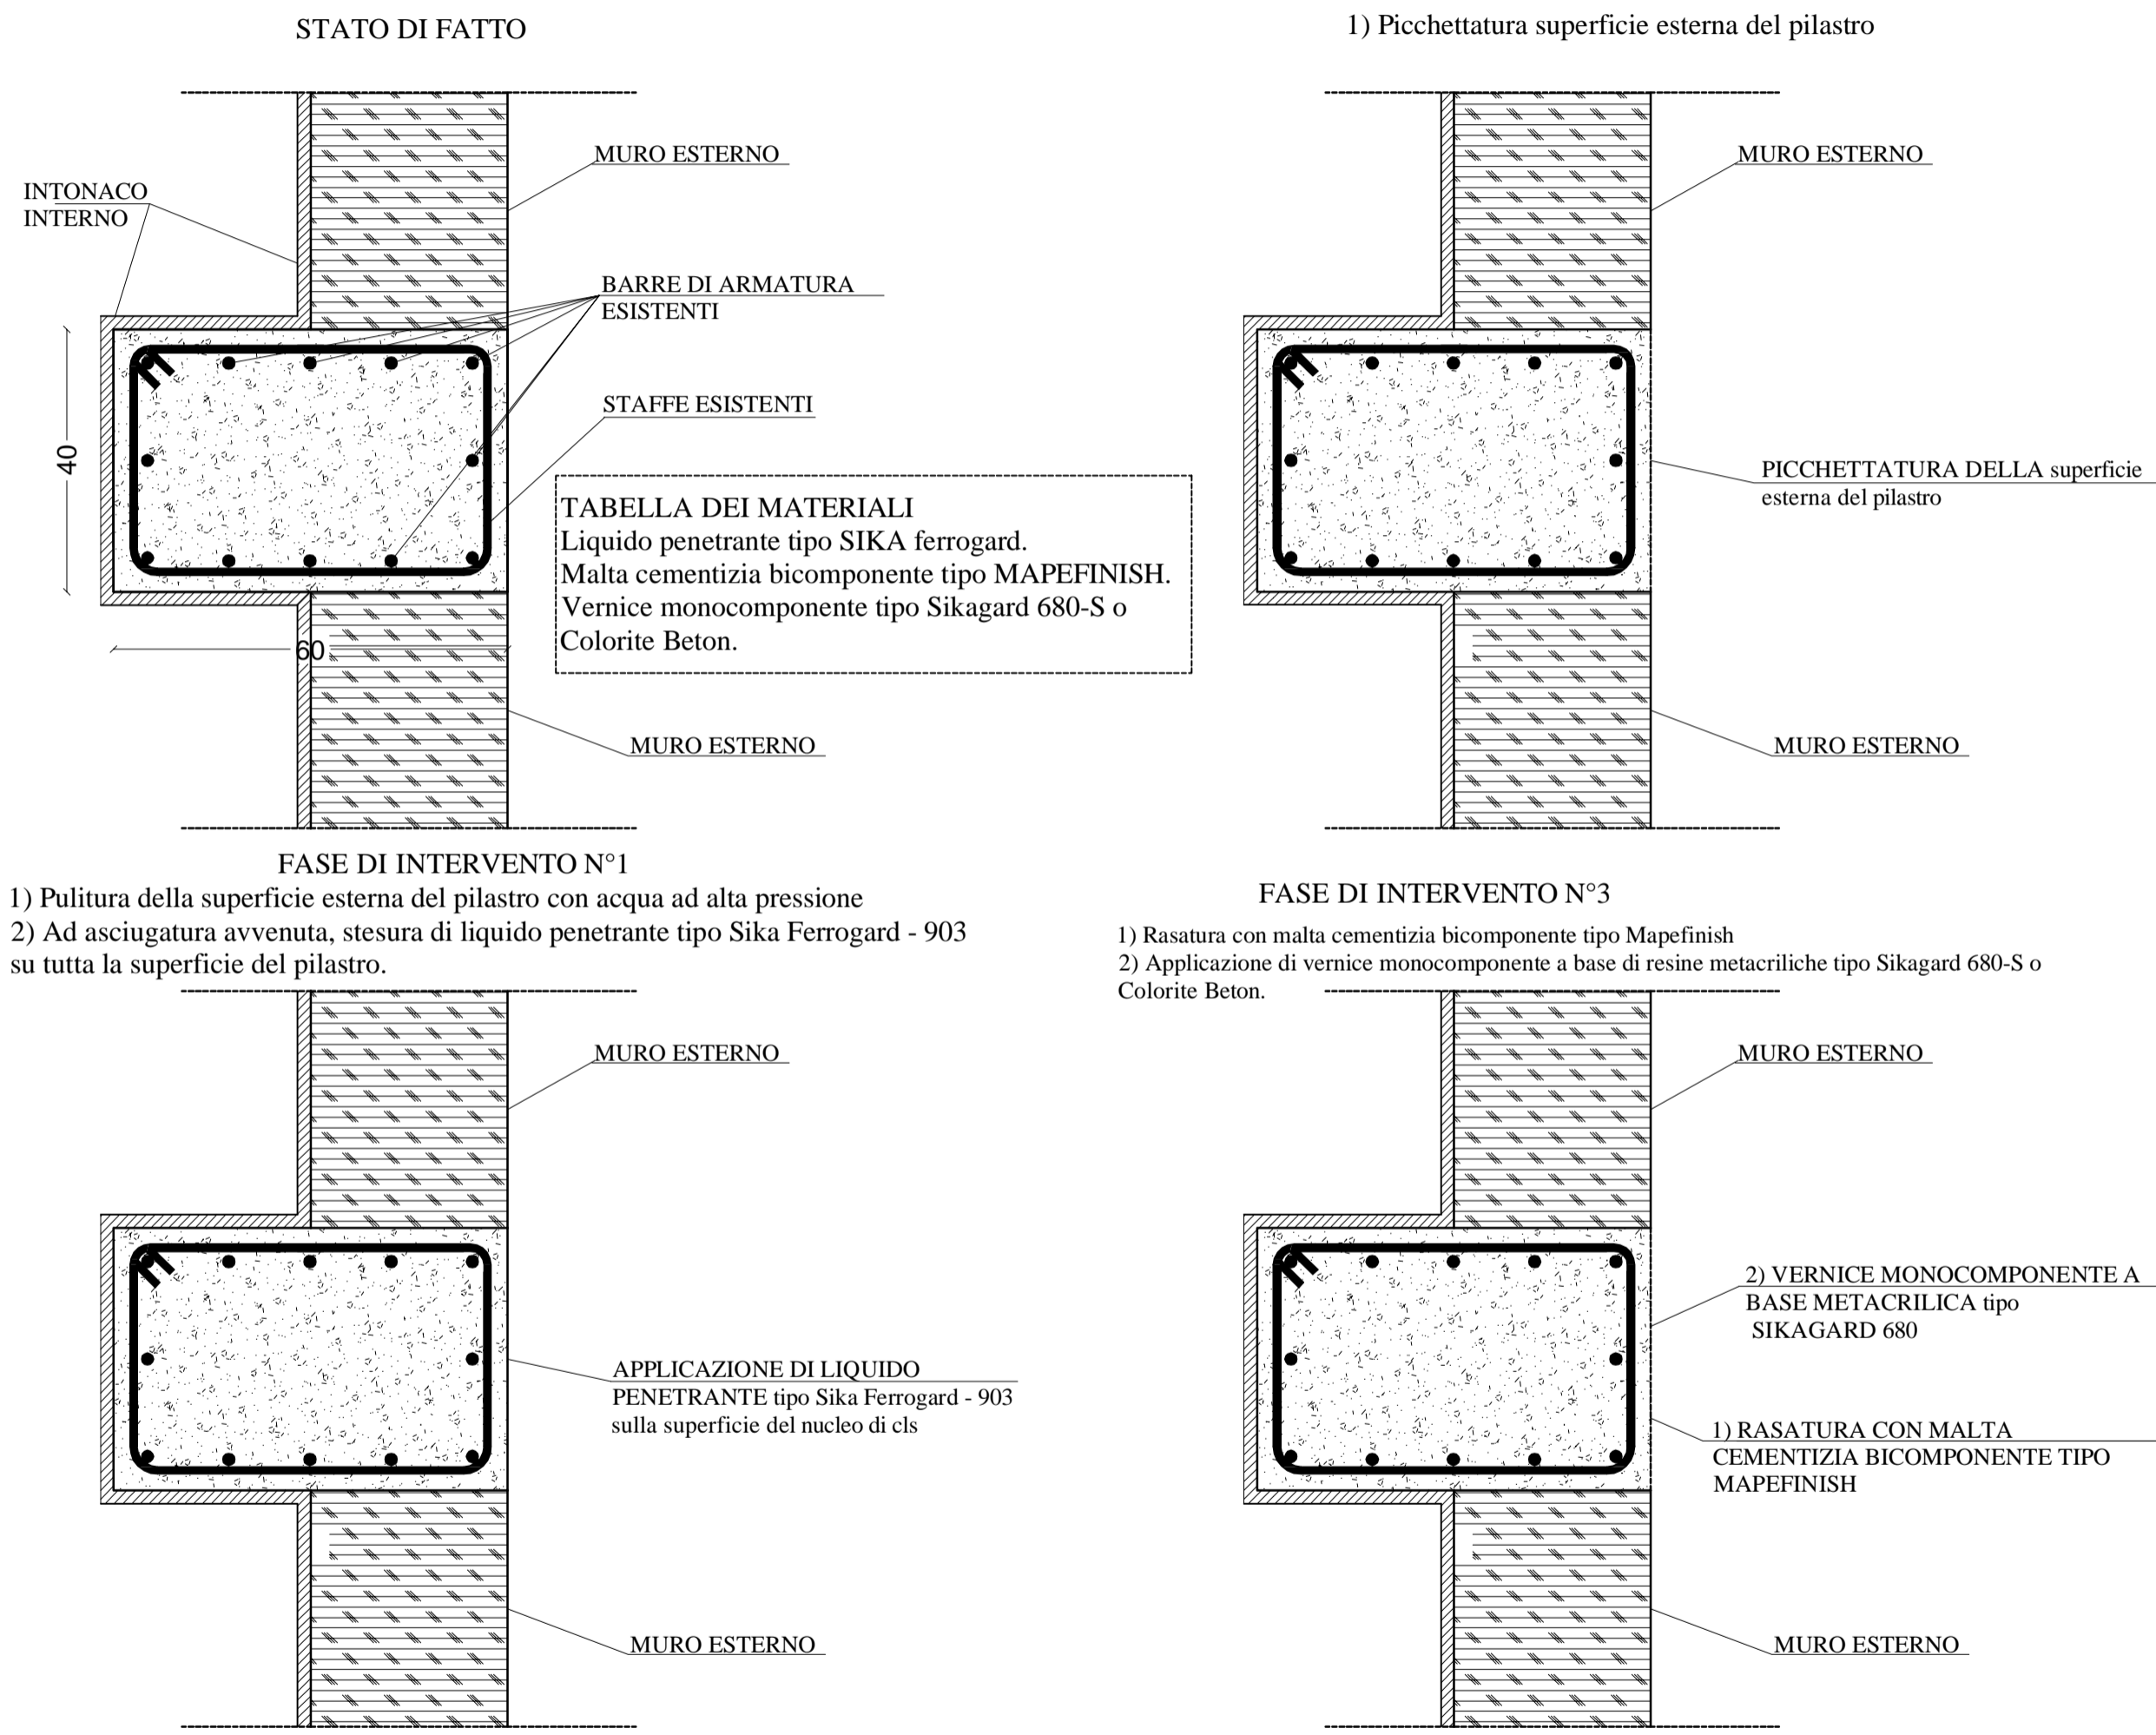 STATO DI FATTO
MURO ESTERNO
INTONACO
INTERNO
BARRE DI ARMATURA
ESISTENTI
STAFFE ESISTENTI
40
60
TABELLA DEI MATERIALI
Liquido penetrante tipo SIKA ferrogard.
Malta cementizia bicomponente tipo MAPEFINISH.
Vernice monocomponente tipo Sikagard 680-S o
Colorite Beton.
MURO ESTERNO
1) Picchettatura superficie esterna del pilastro
MURO ESTERNO
PICCHETTATURA DELLA superficie
esterna del pilastro
MURO ESTERNO
FASE DI INTERVENTO N°1
1) Pulitura della superficie esterna del pilastro con acqua ad alta pressione
2) Ad asciugatura avvenuta, stesura di liquido penetrante tipo Sika Ferrogard - 903
su tutta la superficie del pilastro.
MURO ESTERNO
APPLICAZIONE DI LIQUIDO
PENETRANTE tipo Sika Ferrogard - 903
sulla superficie del nucleo di cls
MURO ESTERNO
FASE DI INTERVENTO N°3
1) Rasatura con malta cementizia bicomponente tipo Mapefinish
2) Applicazione di vernice monocomponente a base di resine metacriliche tipo Sikagard 680-S o
Colorite Beton.
MURO ESTERNO
2) VERNICE MONOCOMPONENTE A
BASE METACRILICA tipo
SIKAGARD 680
1) RASATURA CON MALTA
CEMENTIZIA BICOMPONENTE TIPO
MAPEFINISH
MURO ESTERNO